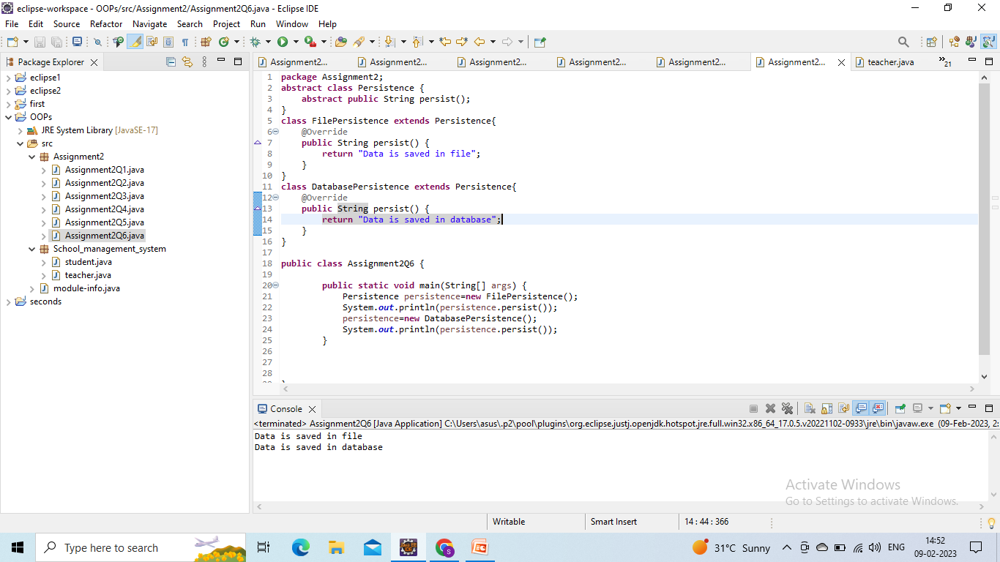 eclipse-workspace - OOPs/src/Assignment2/Assignment2Q6.java - Eclipse IDE
File Edit Source Refactor Navigate Search Project Run Window Help
Package Explorer
eclipse1
eclipse2
first
OOPs
JRE System Library [JavaSE-17]
src
Assignment2
Assignment2Q1.java
Assignment2Q2.java
Assignment2Q3.java
Assignment2Q4.java
Assignment2Q5.java
Assignment2Q6.java
School_management_system
student.java
teacher.java
module-info.java
seconds
Assignment2... Assignment2... Assignment2... Assignment2... Assignment2... Assignment2... teacher.java »21
1 package Assignment2;
2 abstract class Persistence {
3 abstract public String persist();
4 }
5 class FilePersistence extends Persistence{
6 @Override
7 public String persist() {
8 return "Data is saved in file";
9 }
10 }
11 class DatabasePersistence extends Persistence{
12 @Override
13 public String persist() {
14 return "Data is saved in database";
15 }
16 }
17
18 public class Assignment2Q6 {
19
20 public static void main(String[] args) {
21 Persistence persistence=new FilePersistence();
22 System.out.println(persistence.persist());
23 persistence=new DatabasePersistence();
24 System.out.println(persistence.persist());
25 }
26
27
28
Console
<terminated> Assignment2Q6 [Java Application] C:\Users\asus\.p2\pool\plugins\org.eclipse.justj.openjdk.hotspot.jre.full.win32.x86_64_17.0.5.v20221102-0933\jre\bin\javaw.exe (09-Feb-2023, 2:
Data is saved in file
Data is saved in database
Activate Windows
Go to Settings to activate Windows.
Writable Smart Insert 14 : 44 : 366
Type here to search
31°C Sunny
ENG
14:52
09-02-2023